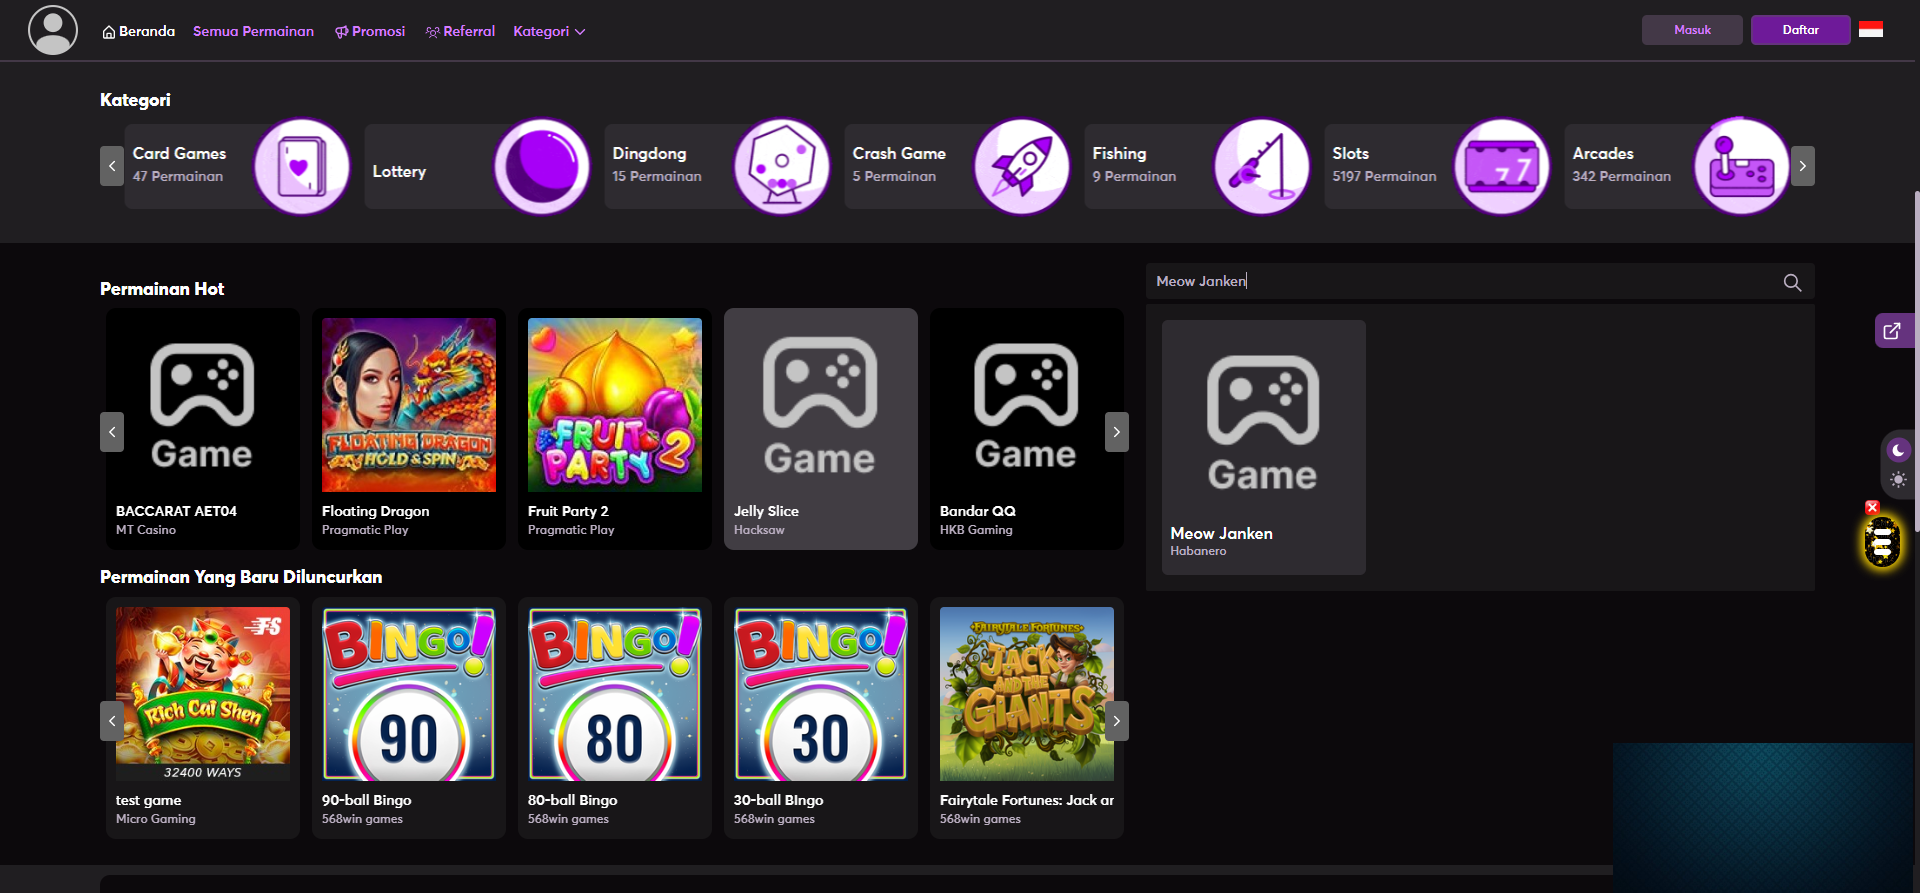 Beranda Semua Permainan Promosi Referral Kategori Masuk Daftar
Kategori
Card Games
47 Permainan
Lottery
Dingdong
15 Permainan
Crash Game
5 Permainan
Fishing
9 Permainan
Slots
5197 Permainan
77
Arcades
342 Permainan
Permainan Hot
Game
BACCARAT AET04
MT Casino
FLOATING DRAGON
HOLD & SPIN
Floating Dragon
Pragmatic Play
FRUIT
PARTY 2
Fruit Party 2
Pragmatic Play
Game
Jelly Slice
Hacksaw
Game
Bandar QQ
HKB Gaming
Meow Janken
Game
Meow Janken
Habanero
Permainan Yang Baru Diluncurkan
FS
Rich Cai Shen
32400 WAYS
test game
Micro Gaming
BINGO!
90
90-ball Bingo
568win games
BINGO!
80
80-ball Bingo
568win games
BINGO!
30
30-ball BIngo
568win games
FAIRYTALE FORTUNES
JACK
AND THE
GIANTS
Fairytale Fortunes: Jack ar
568win games